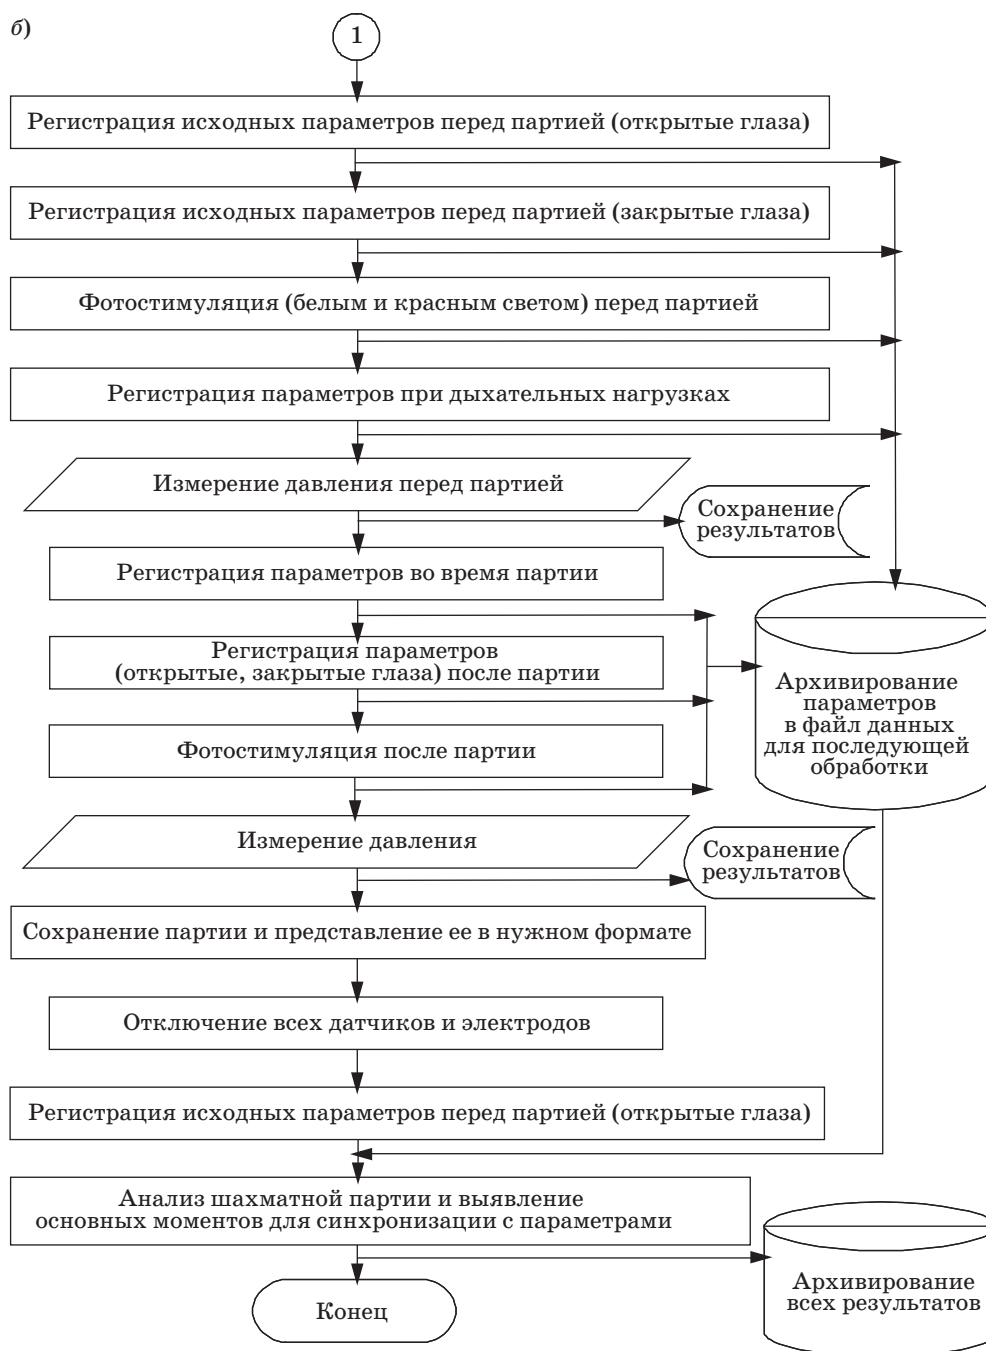 б)
1
Регистрация исходных параметров перед партией (открытые глаза)
Регистрация исходных параметров перед партией (закрытые глаза)
Фотостимуляция (белым и красным светом) перед партией
Регистрация параметров при дыхательных нагрузках
Измерение давления перед партией
Сохранение
результатов
Регистрация параметров во время партии
Регистрация параметров
(открытые, закрытые глаза) после партии
Архивирование
параметров
в файл данных
для последующей
обработки
Фотостимуляция после партии
Измерение давления
Сохранение
результатов
Сохранение партии и представление ее в нужном формате
Отключение всех датчиков и электродов
Регистрация исходных параметров перед партией (открытые глаза)
Анализ шахматной партии и выявление
основных моментов для синхронизации с параметрами
Архивирование
всех результатов
Конец